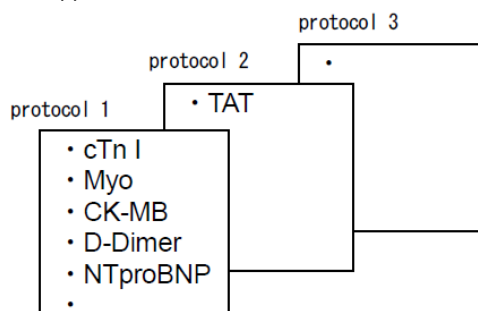 protocol 3
・
protocol 2
・TAT
protocol 1
・cTn I
・Myo
・CK-MB
・D-Dimer
・NTproBNP
・